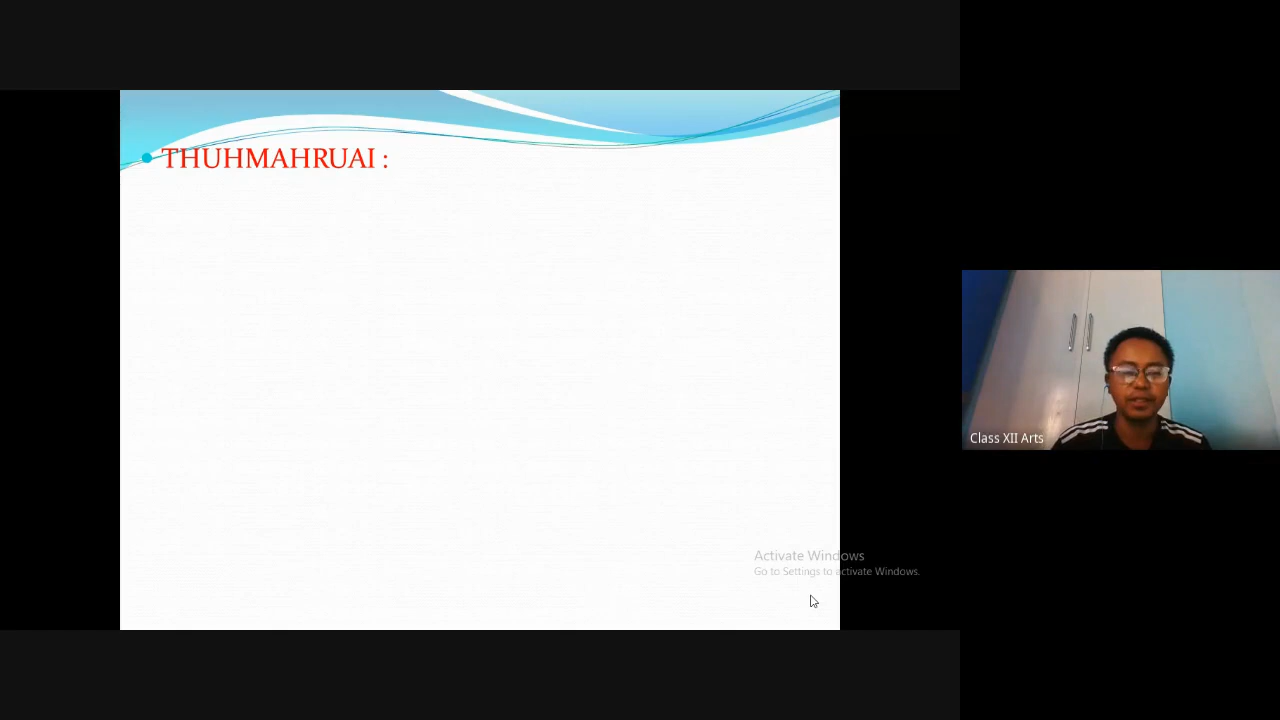 THUHMAHRUAI :
Class XII Arts
Activate Windows
Go to Settings to activate Windows.